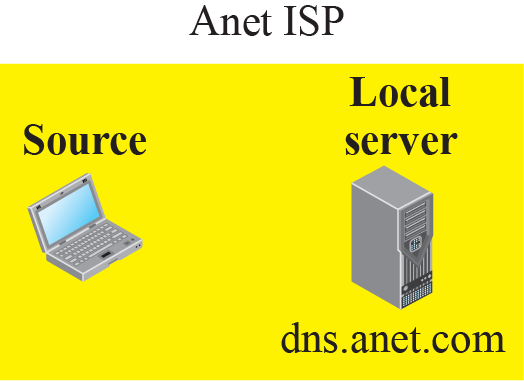 Anet ISP
Source
Local
server
dns.anet.com